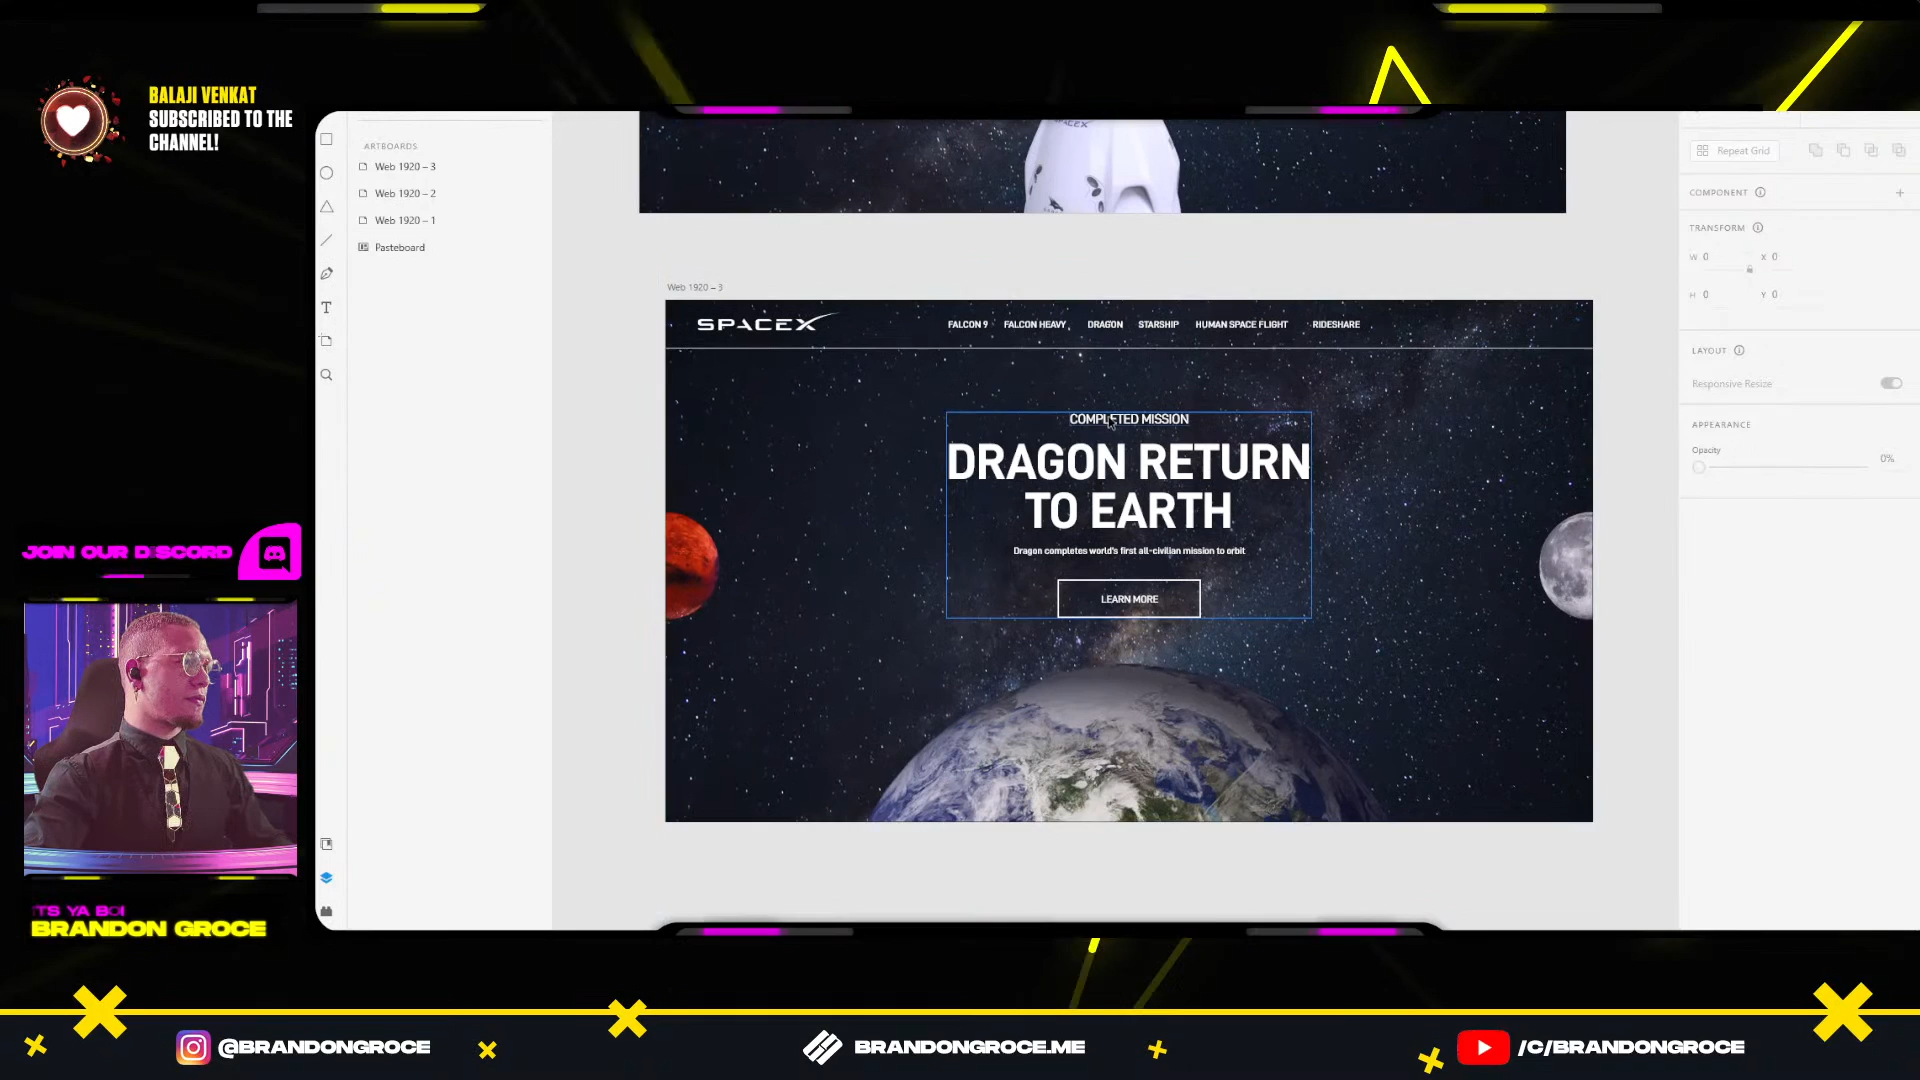 BALAJI VENKAT
SUBSCRIBED TO THE
CHANNEL!
ARTBOARDS
Web 1920 – 3
Web 1920 – 2
Web 1920 – 1
Pasteboard
SPACEX
Web 1920 – 3
SPACEX
FALCON 9 FALCON HEAVY DRAGON STARSHIP HUMAN SPACE FLIGHT RIDESHARE
COMPLETED MISSION
DRAGON RETURN
TO EARTH
Dragon completes world's first all-civilian mission to orbit
LEARN MORE
Repeat Grid
COMPONENT
TRANSFORM
W 0 X 0
H 0 Y 0
LAYOUT
Responsive Resize
APPEARANCE
Opacity
0%
JOIN OUR DISCORD
ITS YA BOI
BRANDON GROCE
@BRANDONGROCE
BRANDONGROCE.ME
/C/BRANDONGROCE